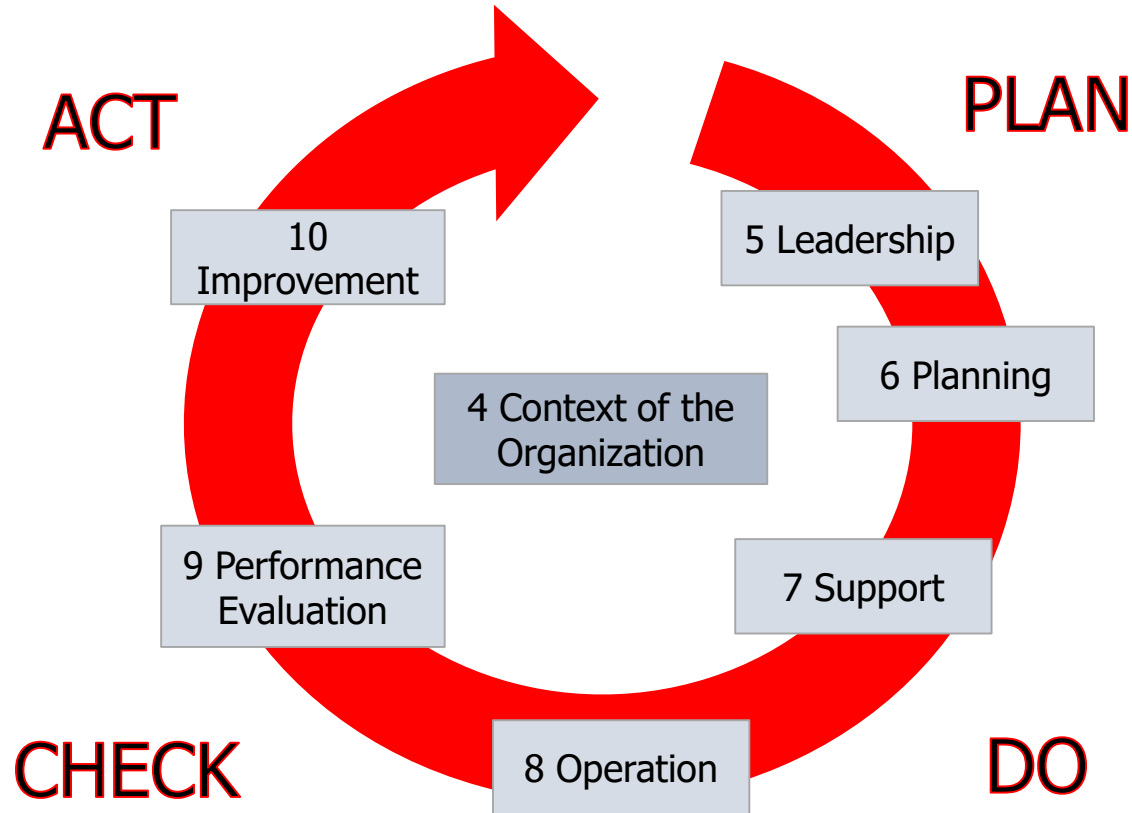 ACT
PLAN
10
Improvement
5 Leadership
6 Planning
4 Context of the
Organization
9 Performance
Evaluation
7 Support
CHECK
8 Operation
DO